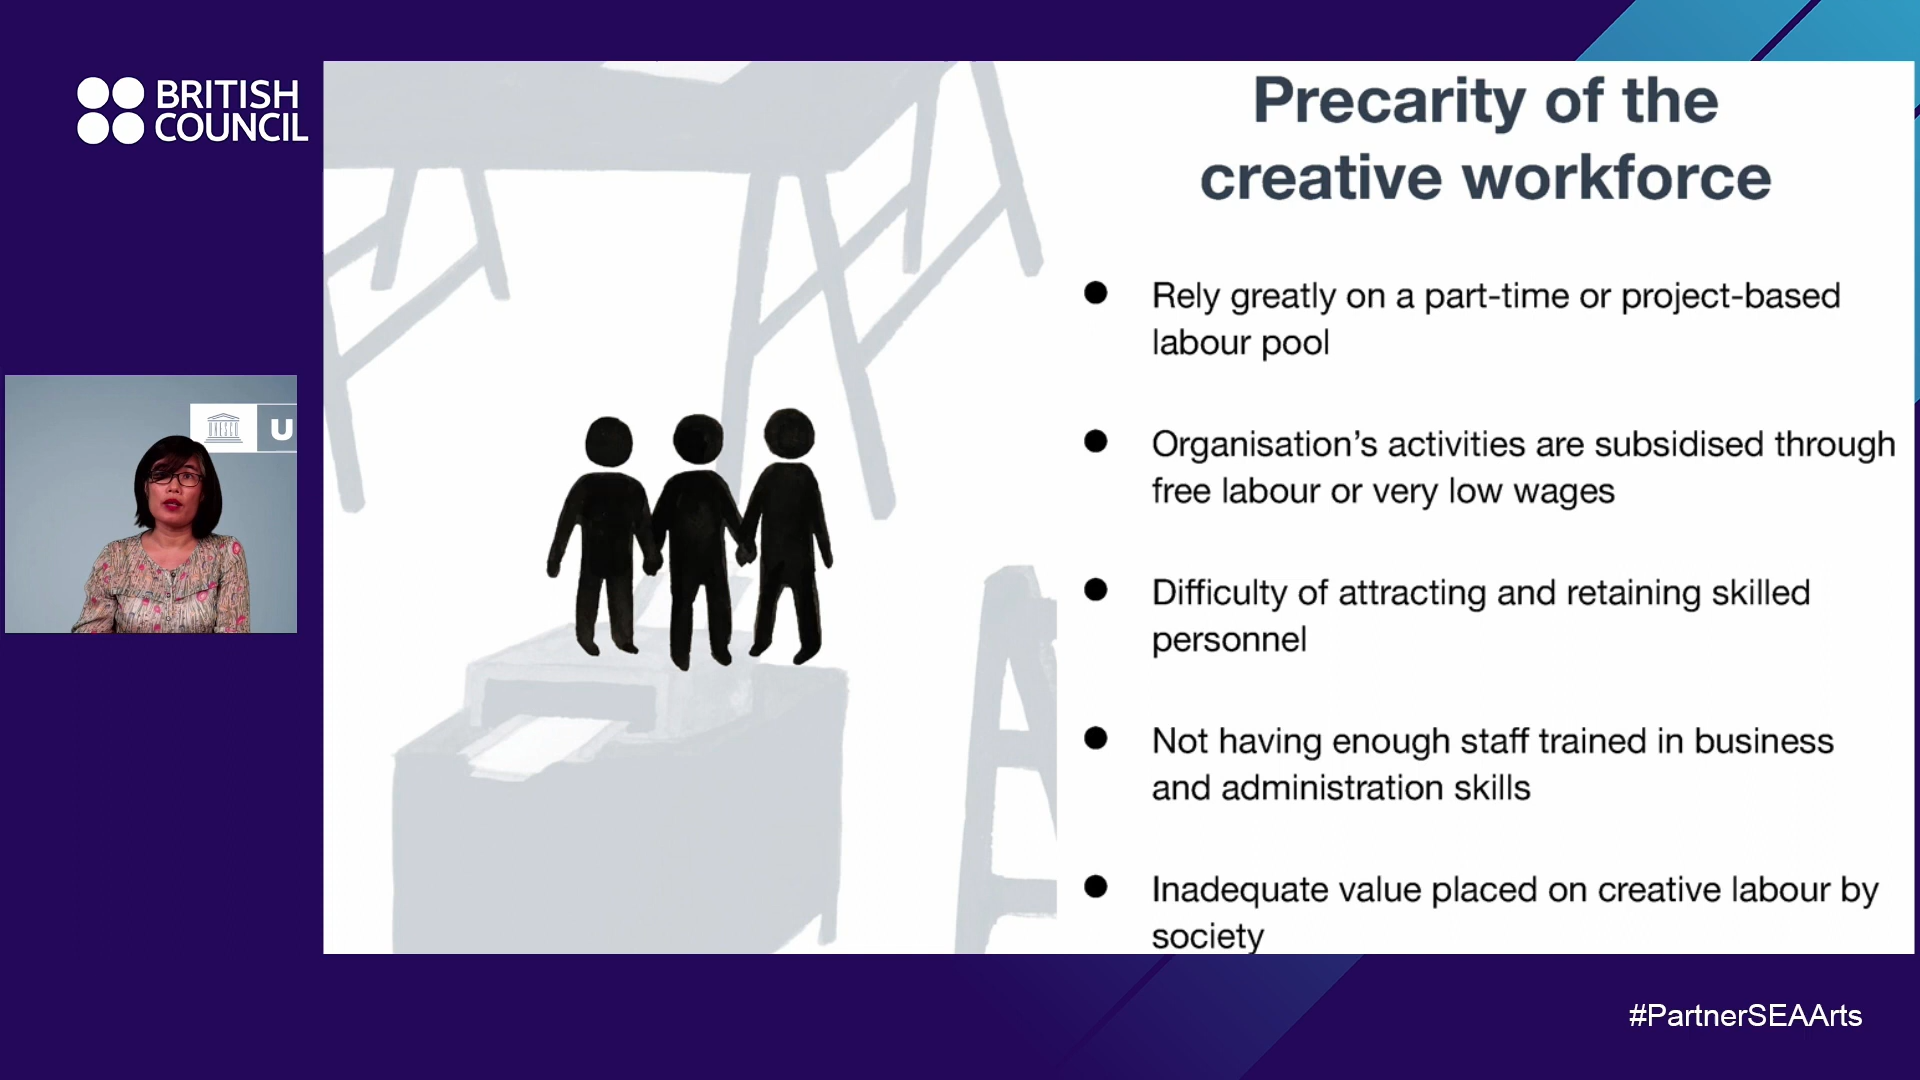 BRITISH
COUNCIL
Precarity of the
creative workforce
Rely greatly on a part-time or project-based
labour pool
Organisation's activities are subsidised through
free labour or very low wages
Difficulty of attracting and retaining skilled
personnel
Not having enough staff trained in business
and administration skills
Inadequate value placed on creative labour by
society
UNESCO
U
#PartnerSEAArts